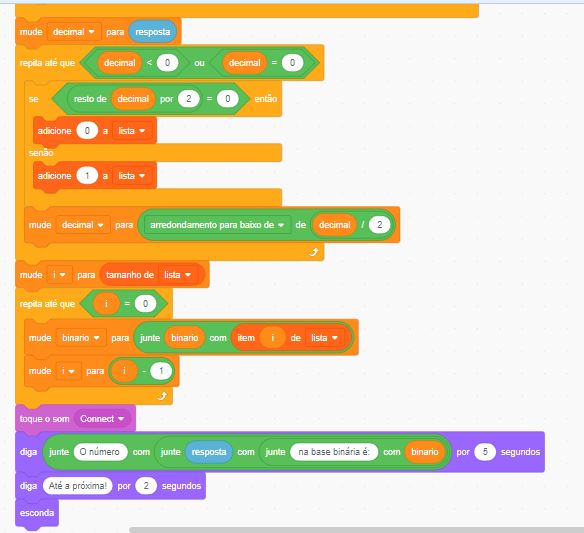 mude decimal para resposta
repita até que decimal < 0 ou decimal = 0
se resto de decimal por 2 = 0 então
adicione 0 a lista
senão
adicione 1 a lista
mude decimal para arredondamento para baixo de de decimal / 2
mude i para tamanho de lista
repita até que i = 0
mude binario para junte binario com item i de lista
mude i para i - 1
toque o som Connect
diga junte O número com junte resposta com junte na base binária é: com binario por 5 segundos
diga Até a próxima! por 2 segundos
esconda